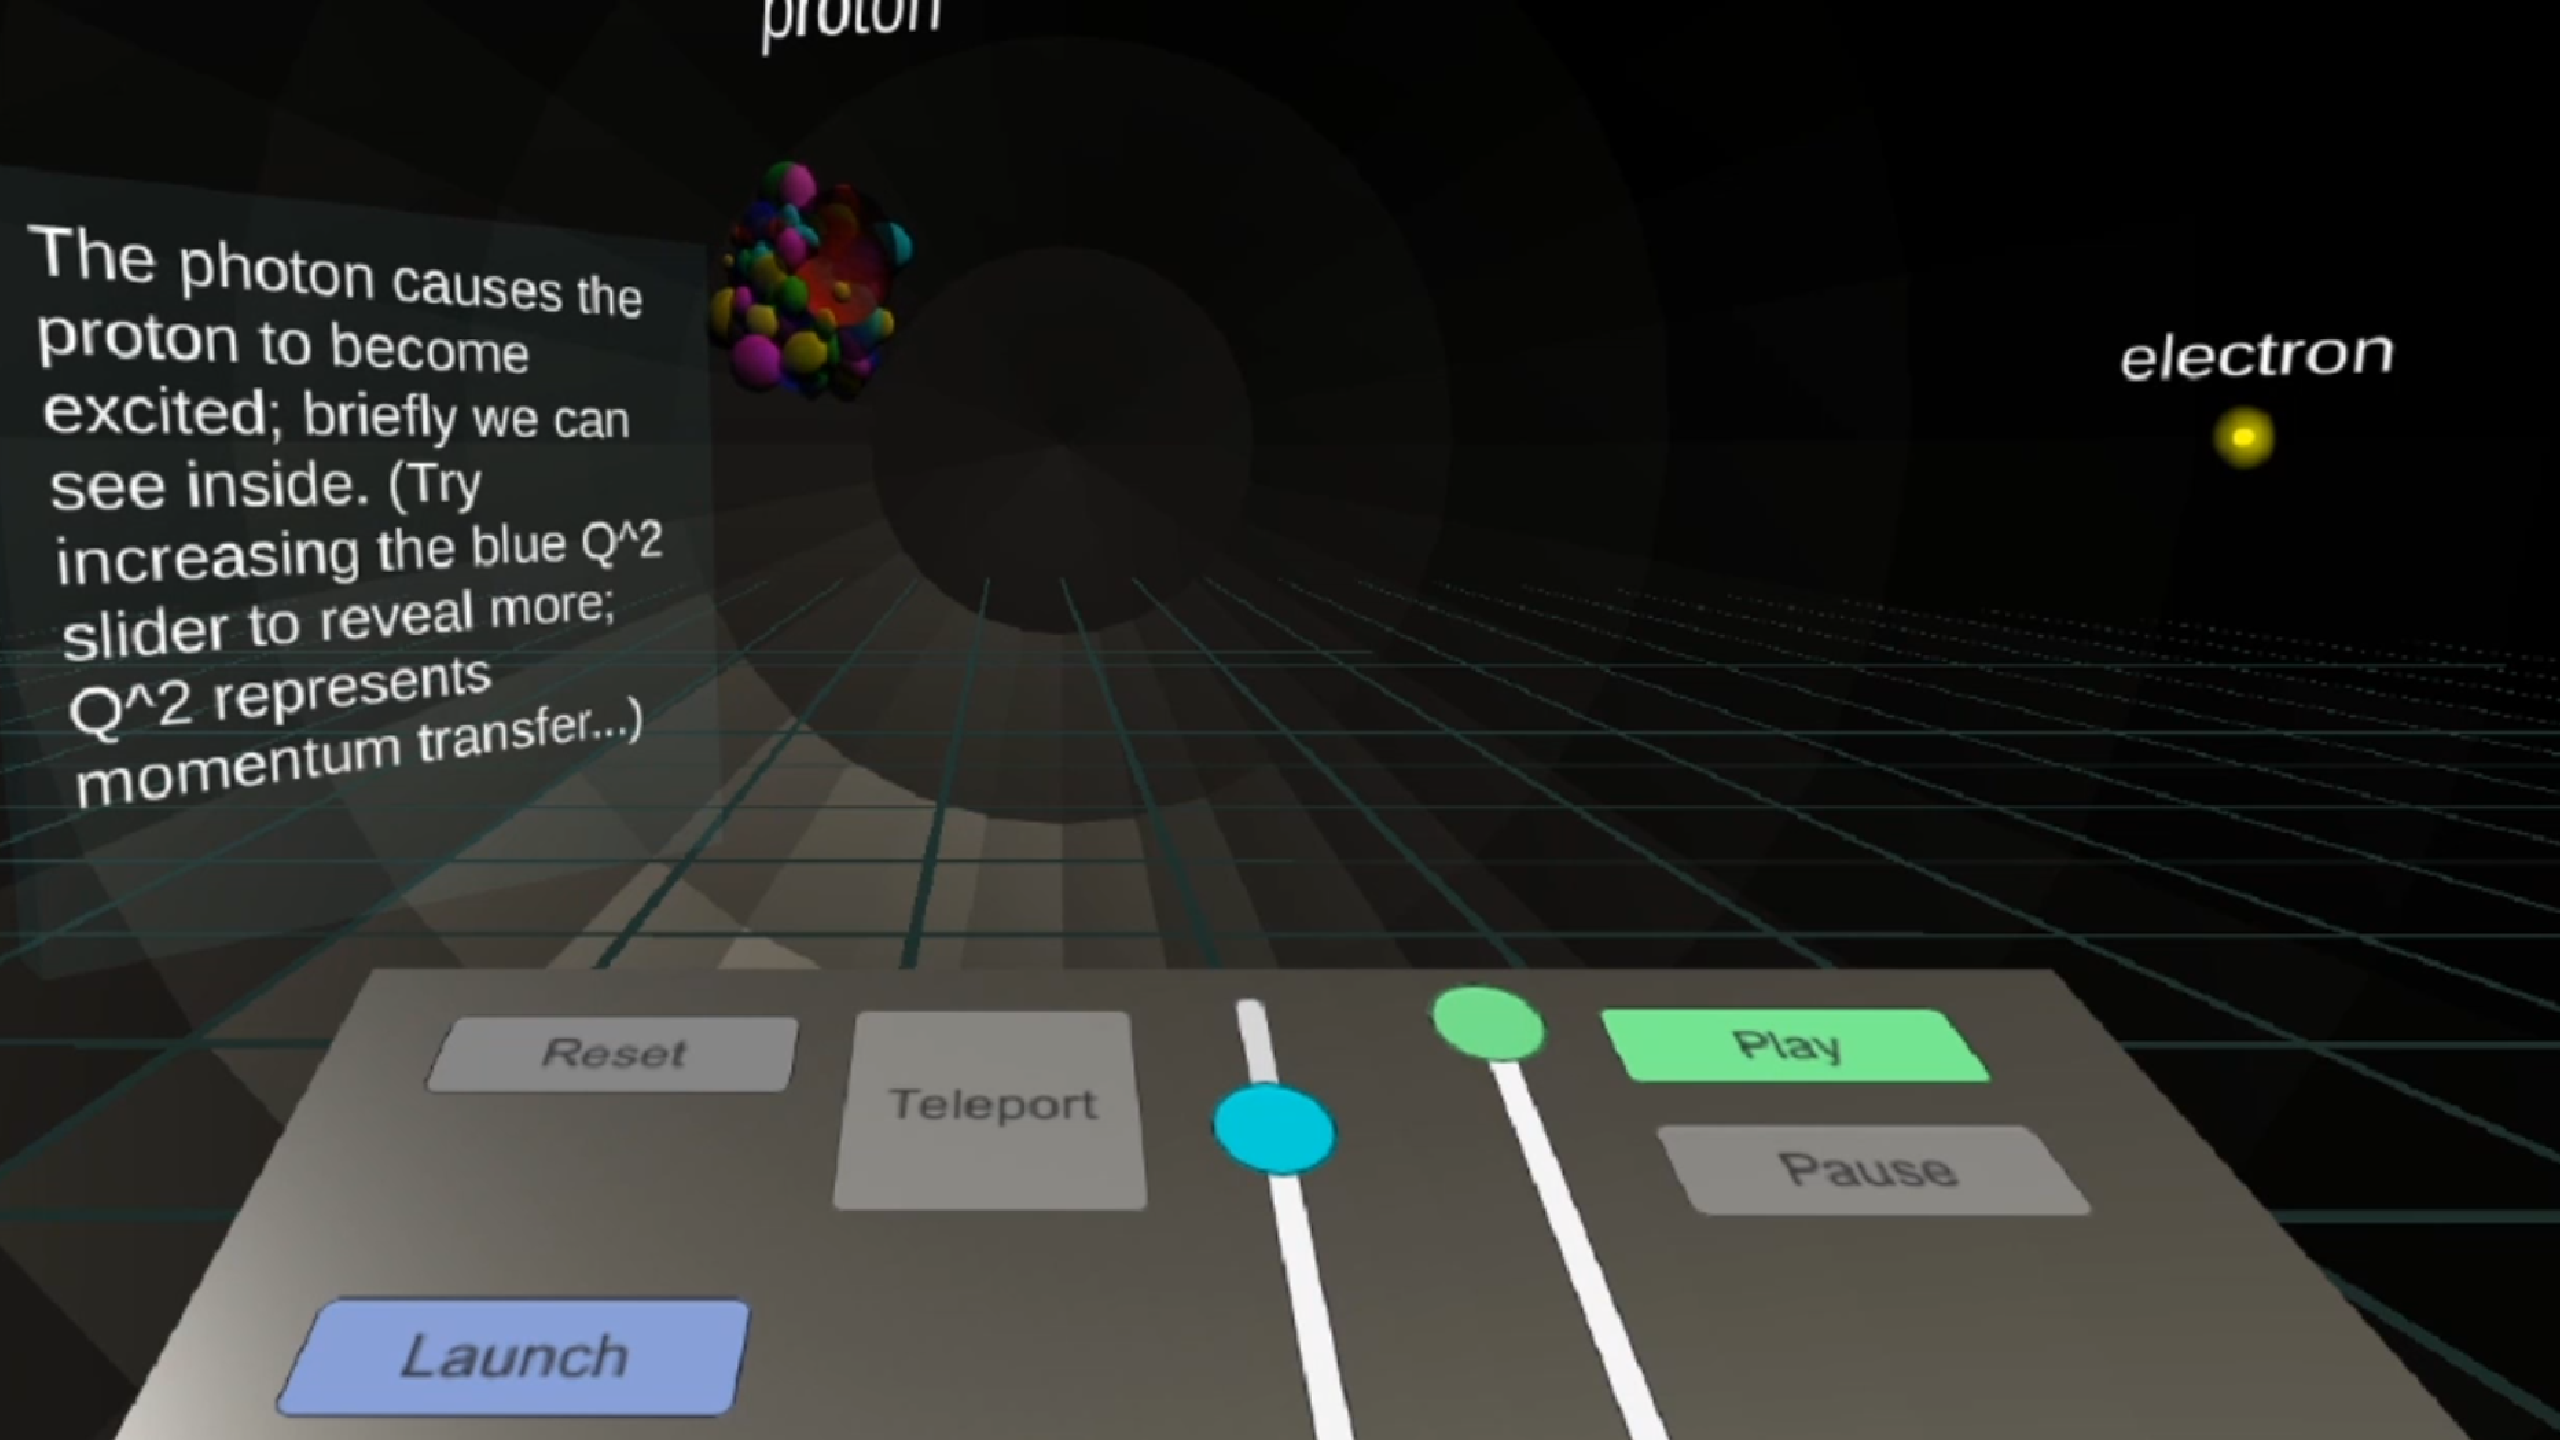 proton
The photon causes the
proton to become
excited; briefly we can
see inside. (Try
increasing the blue Q^2
slider to reveal more;
Q^2 represents
momentum transfer...)
electron
Reset
Teleport
Play
Pause
Launch